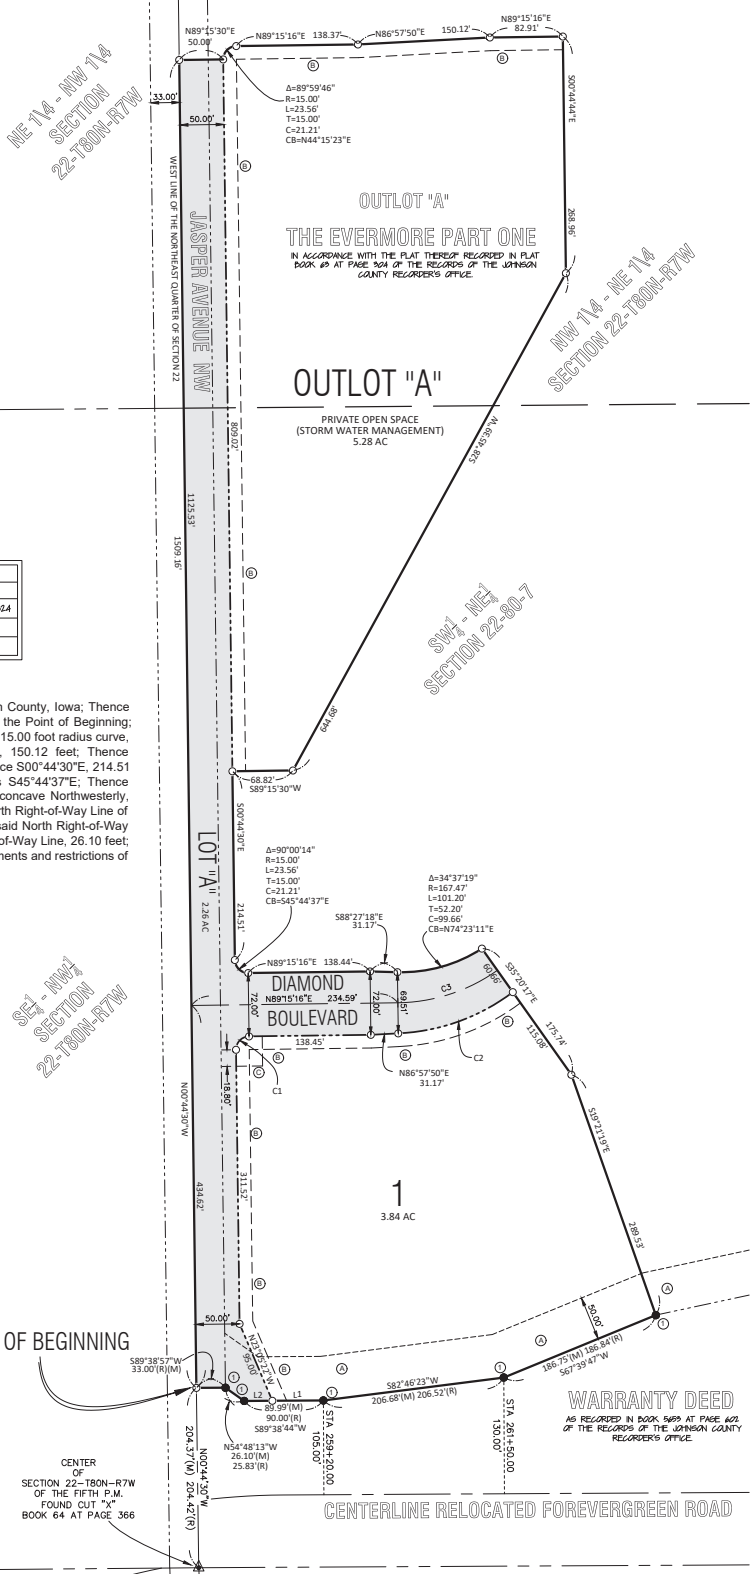 N89°15'30"E
50.00'
N89°15'16"E 138.37'
N86°57'50"E
150.12'
N89°15'16"E
82.91'
33.00'
50.00'
NE 1\4 - NW 1\4
SECTION
22-T80N-R7W
Δ=89°59'46"
R=15.00'
L=23.56'
T=15.00'
C=21.21'
CB=N44°15'23"E
B
B
B
S00°44'44"E
268.96'
WEST LINE OF THE NORTHEAST QUARTER OF SECTION 22
JASPER AVENUE NW
OUTLOT "A"
THE EVERMORE PART ONE
IN ACCORDANCE WITH THE PLAT THEREOF RECORDED IN PLAT
BOOK 65 AT PAGE 324 OF THE RECORDS OF THE JOHNSON
COUNTY RECORDER'S OFFICE.
NW 1\4 - NE 1\4
SECTION 22-T80N-R7W
OUTLOT "A"
PRIVATE OPEN SPACE
(STORM WATER MANAGEMENT)
5.28 AC
809.02'
S28°45'39"W
1125.53'
1509.16'
B
SW 1/4 - NE 1/4
SECTION 22-80-7
644.68'
n County, Iowa; Thence
the Point of Beginning;
15.00 foot radius curve,
, 150.12 feet; Thence
ce S00°44'30"E, 214.51
s S45°44'37"E; Thence
concave Northwesterly,
rth Right-of-Way Line of
said North Right-of-Way
of-Way Line, 26.10 feet;
ments and restrictions of
68.82'
S89°15'30"W
S00°44'30"E
LOT "A"
2.26 AC
214.51'
Δ=90°00'14"
R=15.00'
L=23.56'
T=15.00'
C=21.21'
CB=S45°44'37"E
S88°27'18"E
31.17'
Δ=34°37'19"
R=167.47'
L=101.20'
T=52.20'
C=99.66'
CB=N74°23'11"E
N89°15'16"E 138.44'
DIAMOND
N89°15'16"E 234.59'
BOULEVARD
72.00'
72.00'
69.51'
C3
60.66'
S35°20'17"E
175.74'
115.08'
SE 1/4 - NW 1/4
SECTION
22-T80N-R7W
138.45'
B
B
B
C2
C
18.80'
C1
N86°57'50"E
31.17'
N00°44'30"W
B
S19°21'19"E
311.52'
434.62'
1
3.84 AC
289.53'
B
A
1
50.00'
50.00'
OF BEGINNING
N23°05'22"W
95.00'
B
A
A
186.75'(M) 186.84'(R)
S67°39'47"W
S89°38'57"W
33.00'(R)(M)
1
1
L2
L1
1
S82°46'23"W
206.68'(M) 206.52'(R)
1
89.99'(M)
90.00'(R)
S89°38'44"W
N54°48'13"W
26.10'(M)
25.83'(R)
STA 259+20.00
105.00'
STA 261+50.00
130.00'
WARRANTY DEED
AS RECORDED IN BOOK 5693 AT PAGE 602
OF THE RECORDS OF THE JOHNSON COUNTY
RECORDER'S OFFICE
CENTER
OF
SECTION 22-T80N-R7W
OF THE FIFTH P.M.
FOUND CUT "X"
BOOK 64 AT PAGE 366
N00°44'30"W
204.37'(M) 204.42'(R)
CENTERLINE RELOCATED FOREVERGREEN ROAD